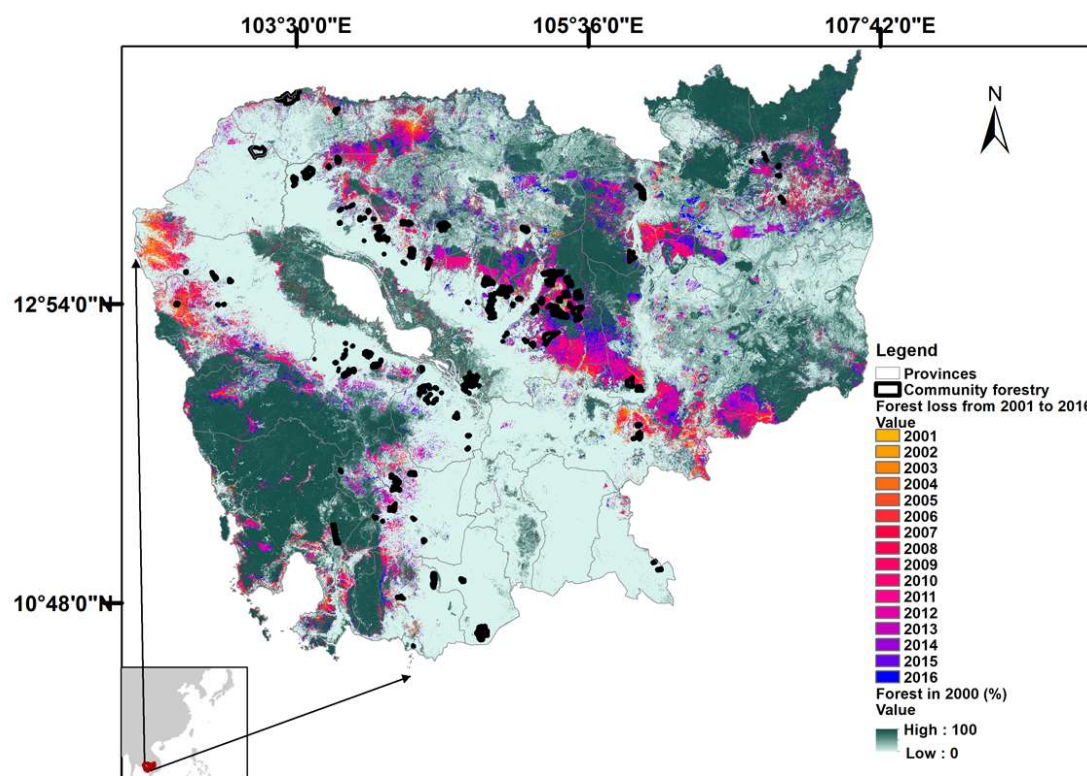 103°30'0"E 105°36'0"E 107°42'0"E
N
12°54'0"N
10°48'0"N
Legend
Provinces
Community forestry
Forest loss from 2001 to 2016
Value
2001
2002
2003
2004
2005
2006
2007
2008
2009
2010
2011
2012
2013
2014
2015
2016
Forest in 2000 (%)
Value
High : 100
Low : 0